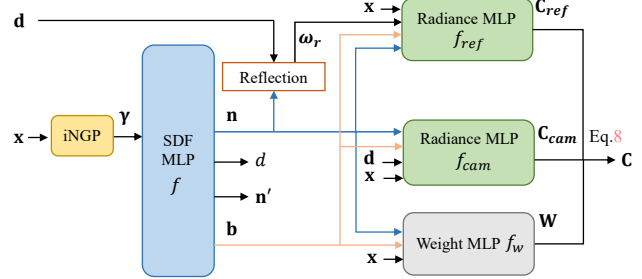 x
C_ref
d
Radiance MLP
f_ref
ω_r
Reflection
γ
n
x
iNGP
SDF
MLP
f
Radiance MLP
f_cam
C_cam
Eq.8
d
d
x
C
n′
b
W
Weight MLP f_w
x